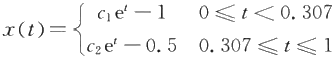 x(t)={ c₁eᵗ−1 0⩽t<0.307
c₂eᵗ−0.5 0.307⩽t⩽1